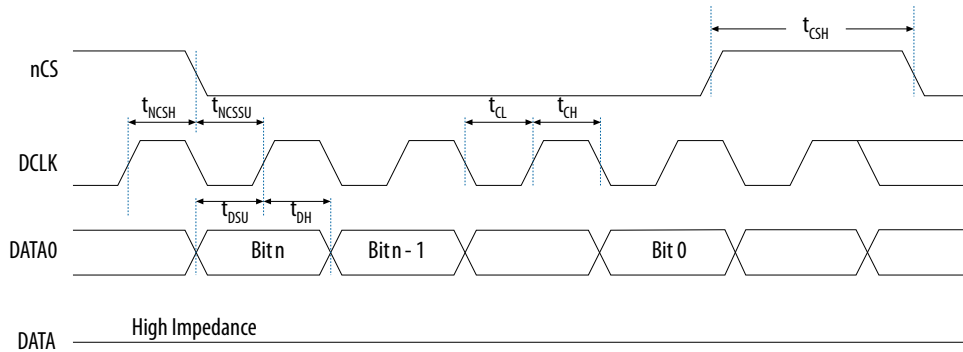 tCSH
nCS
tNCSH tNCSSU tCL tCH
DCLK
tDSU tDH
DATA0 Bit n Bit n - 1 Bit 0
High Impedance
DATA